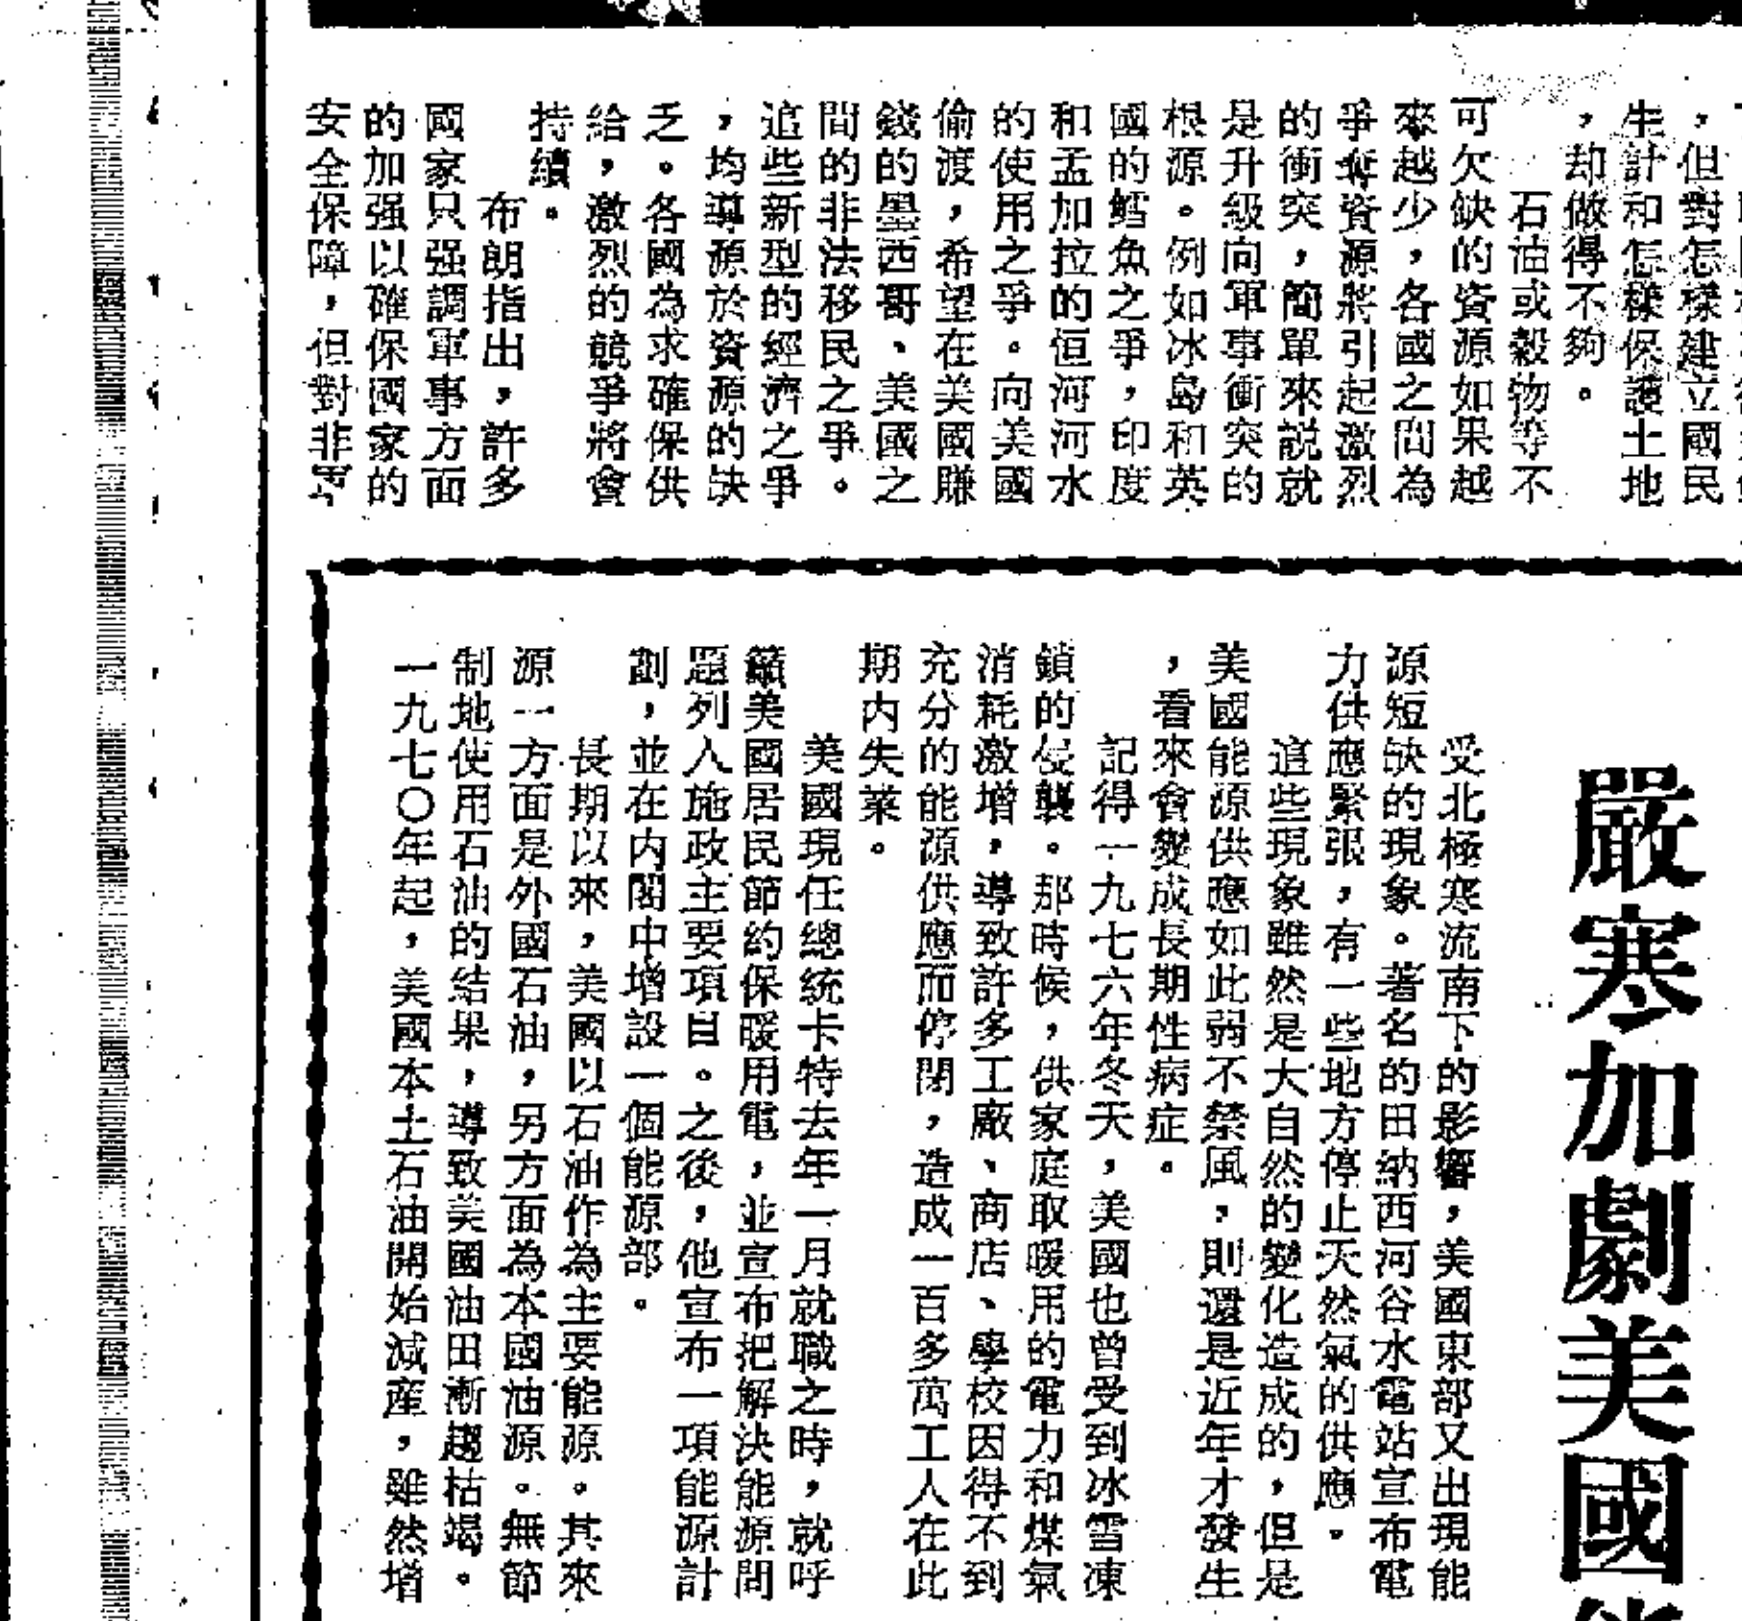 ，但對怎樣建立國民
生計和怎樣保護土地
，却做得不夠。
石油或穀物等不
可欠缺的資源如果越
來越少，各國之間為
爭奪資源將引起激烈
的衝突，簡單來説就
是升級向軍事衝突的
根源。例如冰島和英
國的鱈魚之爭，印度
和孟加拉的恒河河水
的使用之爭。向美國
偷渡，希望在美國賺
錢的墨西哥、美國之
間的非法移民之爭。
這些新型的經濟之爭
，均導源於資源的缺
乏。各國為求確保供
給，激烈的競爭將會
持續。
布朗指出，許多
國家只强調軍事方面
的加强以確保國家的
安全保障，但對非軍
嚴寒加劇美國
受北極寒流南下的影響，美國東部又出現能
源短缺的現象。著名的田納西河谷水電站宣布電
力供應緊張，有一些地方停止天然氣的供應。
這些現象雖然是大自然的變化造成的，但是
美國能源供應如此弱不禁風，則還是近年才發生
，看來會變成長期性病症。
記得一九七六年冬天，美國也曾受到冰雪凍
鎖的侵襲。那時候，供家庭取暖用的電力和煤氣
消耗激增，導致許多工廠、商店、學校因得不到
充分的能源供應而停閉，造成一百多萬工人在此
期内失業。
美國現任總統卡特去年一月就職之時，就呼
籲美國居民節約保暖用電，並宣布把解決能源問
題列入施政主要項目。之後，他宣布一項能源計
劃，並在内閣中增設一個能源部。
長期以來，美國以石油作為主要能源。其來
源一方面是外國石油，另方面為本國油源。無節
制地使用石油的結果，導致美國油田漸趨枯竭。
一九七〇年起，美國本土石油開始減產，雖然增